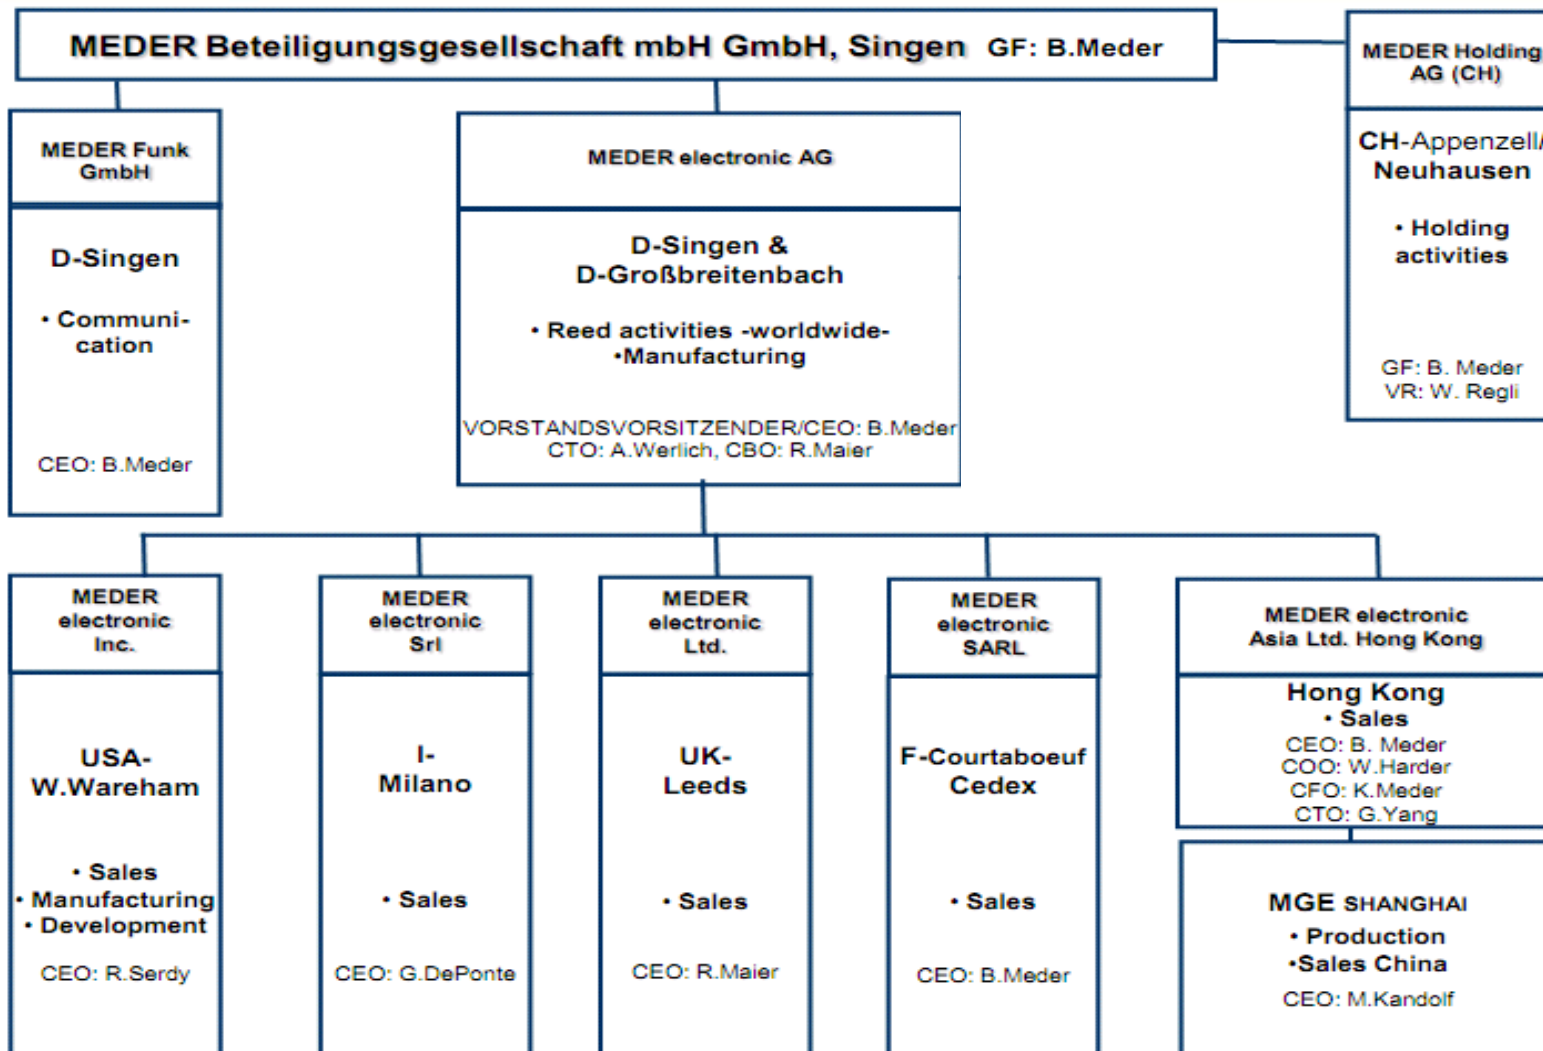 MEDER Beteiligungsgesellschaft mbH GmbH, Singen GF: B.Meder
MEDER Holding
AG (CH)
CH-Appenzell/
Neuhausen
• Holding
activities
GF: B. Meder
VR: W. Regli
MEDER Funk
GmbH
D-Singen
• Communi-
cation
CEO: B.Meder
MEDER electronic AG
D-Singen &
D-Großbreitenbach
• Reed activities -worldwide-
•Manufacturing
VORSTANDSVORSITZENDER/CEO: B.Meder
CTO: A.Werlich, CBO: R.Maier
MEDER
electronic
Inc.
USA-
W.Wareham
• Sales
• Manufacturing
• Development
CEO: R.Serdy
MEDER
electronic
Srl
I-
Milano
• Sales
CEO: G.DePonte
MEDER
electronic
Ltd.
UK-
Leeds
• Sales
CEO: R.Maier
MEDER
electronic
SARL
F-Courtaboeuf
Cedex
• Sales
CEO: B.Meder
MEDER electronic
Asia Ltd. Hong Kong
Hong Kong
• Sales
CEO: B. Meder
COO: W.Harder
CFO: K.Meder
CTO: G.Yang
MGE SHANGHAI
• Production
•Sales China
CEO: M.Kandolf